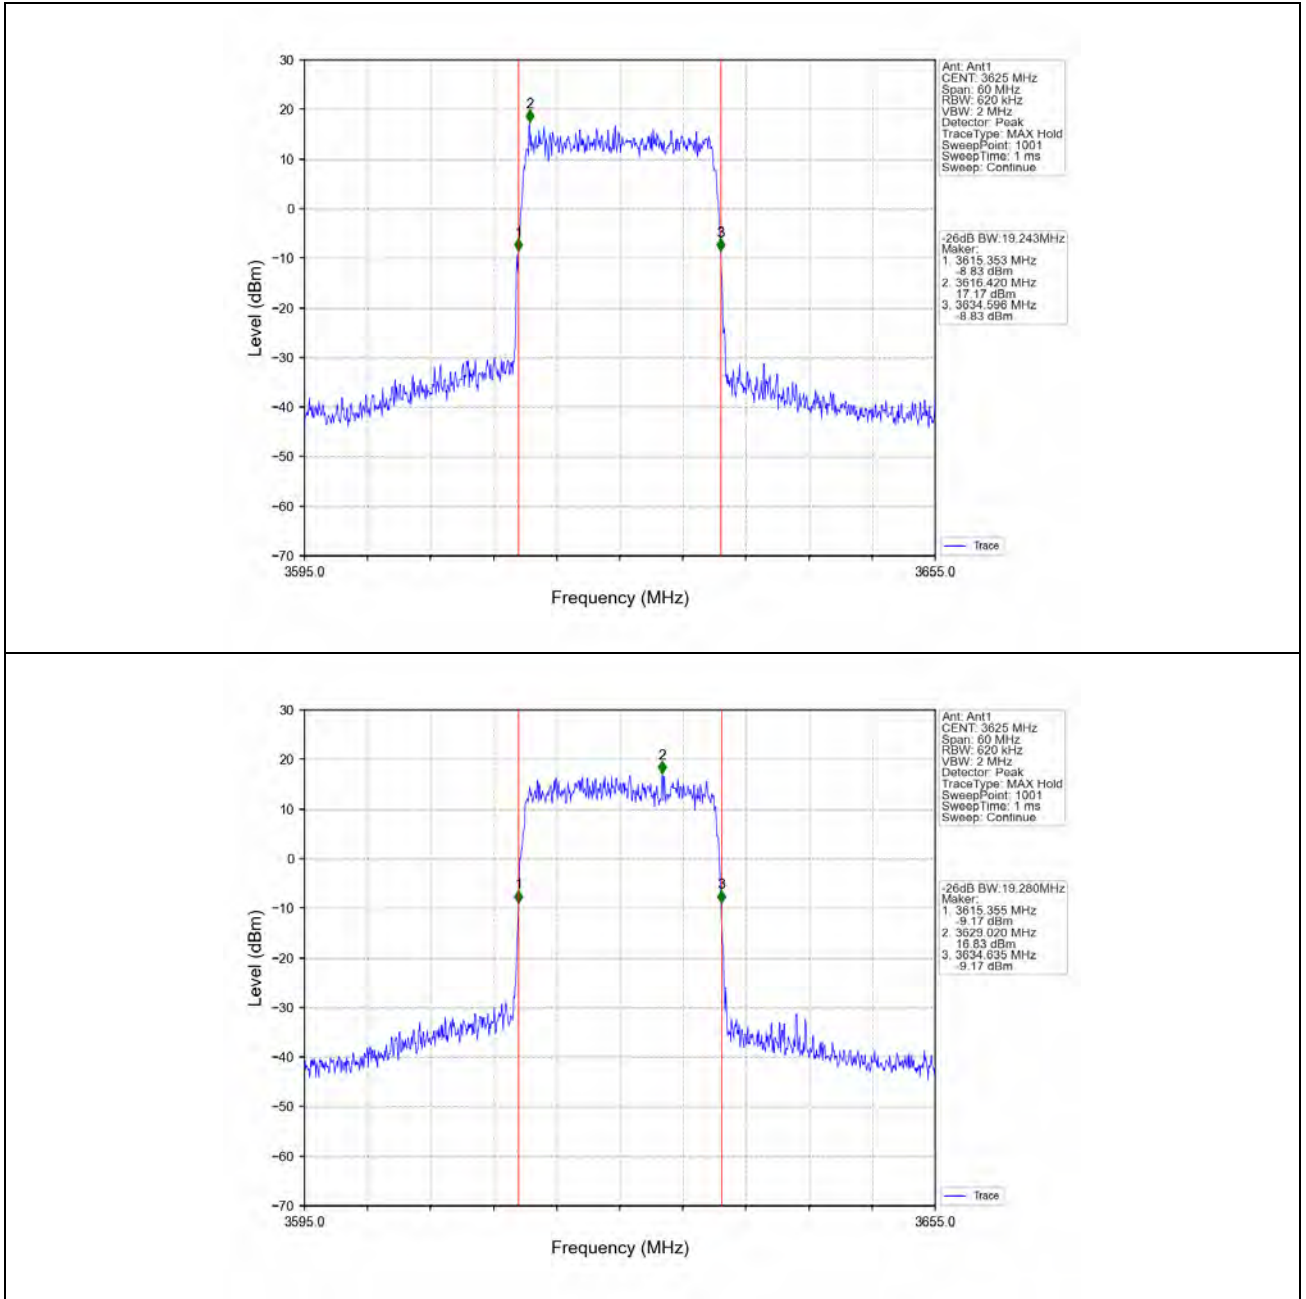 30
20
10
0
−10
−20
−30
−40
−50
−60
−70
Level (dBm)
3595.0
3655.0
Frequency (MHz)
2
1
3
Ant: Ant1
CENT: 3625 MHz
Span: 60 MHz
RBW: 620 kHz
VBW: 2 MHz
Detector: Peak
TraceType: MAX Hold
SweepPoint: 1001
SweepTime: 1 ms
Sweep: Continue
-26dB BW:19.243MHz
Maker:
1. 3615.353 MHz
-8.83 dBm
2. 3616.420 MHz
17.17 dBm
3. 3634.596 MHz
-8.83 dBm
Trace
30
20
10
0
−10
−20
−30
−40
−50
−60
−70
Level (dBm)
3595.0
3655.0
Frequency (MHz)
2
1
3
Ant: Ant1
CENT: 3625 MHz
Span: 60 MHz
RBW: 620 kHz
VBW: 2 MHz
Detector: Peak
TraceType: MAX Hold
SweepPoint: 1001
SweepTime: 1 ms
Sweep: Continue
-26dB BW:19.280MHz
Maker:
1. 3615.355 MHz
-9.17 dBm
2. 3629.020 MHz
16.83 dBm
3. 3634.635 MHz
-9.17 dBm
Trace